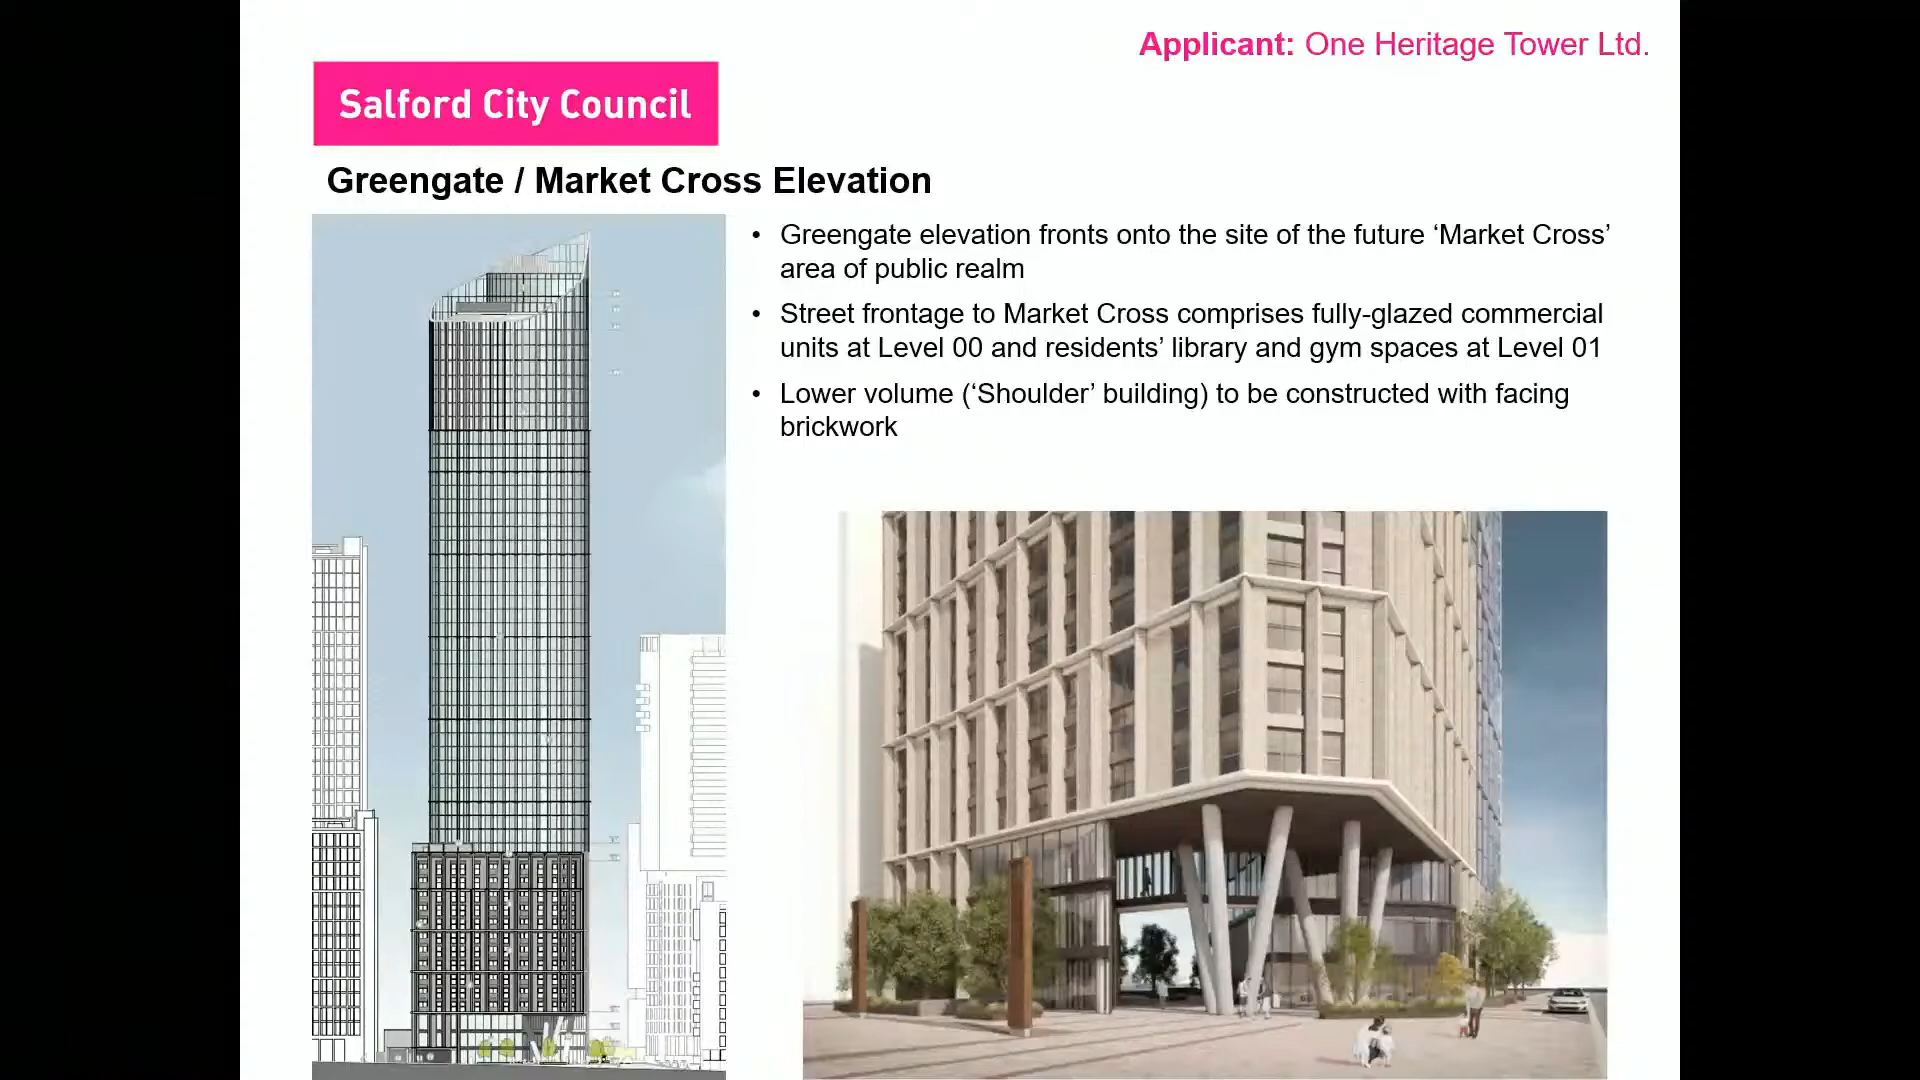 Applicant: One Heritage Tower Ltd.
Salford City Council
Greengate / Market Cross Elevation
• Greengate elevation fronts onto the site of the future ‘Market Cross’
area of public realm
• Street frontage to Market Cross comprises fully-glazed commercial
units at Level 00 and residents’ library and gym spaces at Level 01
• Lower volume (‘Shoulder’ building) to be constructed with facing
brickwork